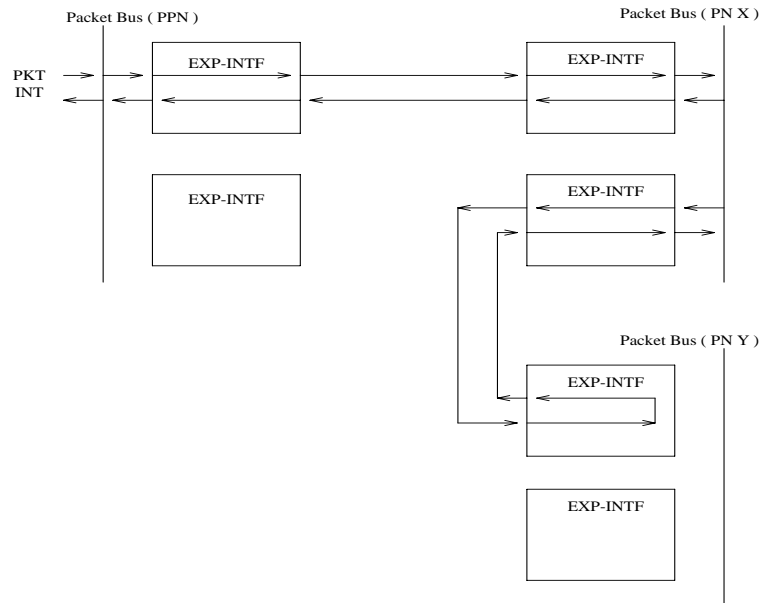 Packet Bus ( PPN )
Packet Bus ( PN X )
EXP-INTF
EXP-INTF
PKT
INT
EXP-INTF
EXP-INTF
Packet Bus ( PN Y )
EXP-INTF
EXP-INTF